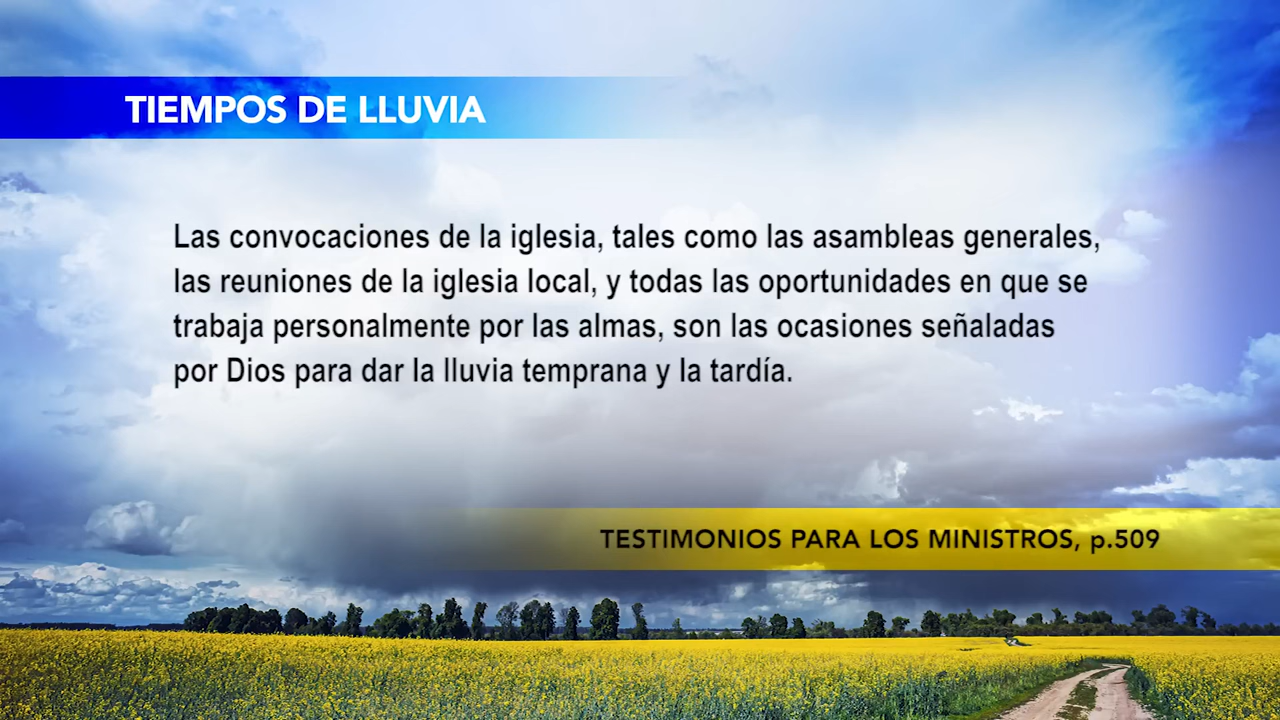 TIEMPOS DE LLUVIA
Las convocaciones de la iglesia, tales como las asambleas generales,
las reuniones de la iglesia local, y todas las oportunidades en que se
trabaja personalmente por las almas, son las ocasiones señaladas
por Dios para dar la lluvia temprana y la tardía.
TESTIMONIOS PARA LOS MINISTROS, p.509